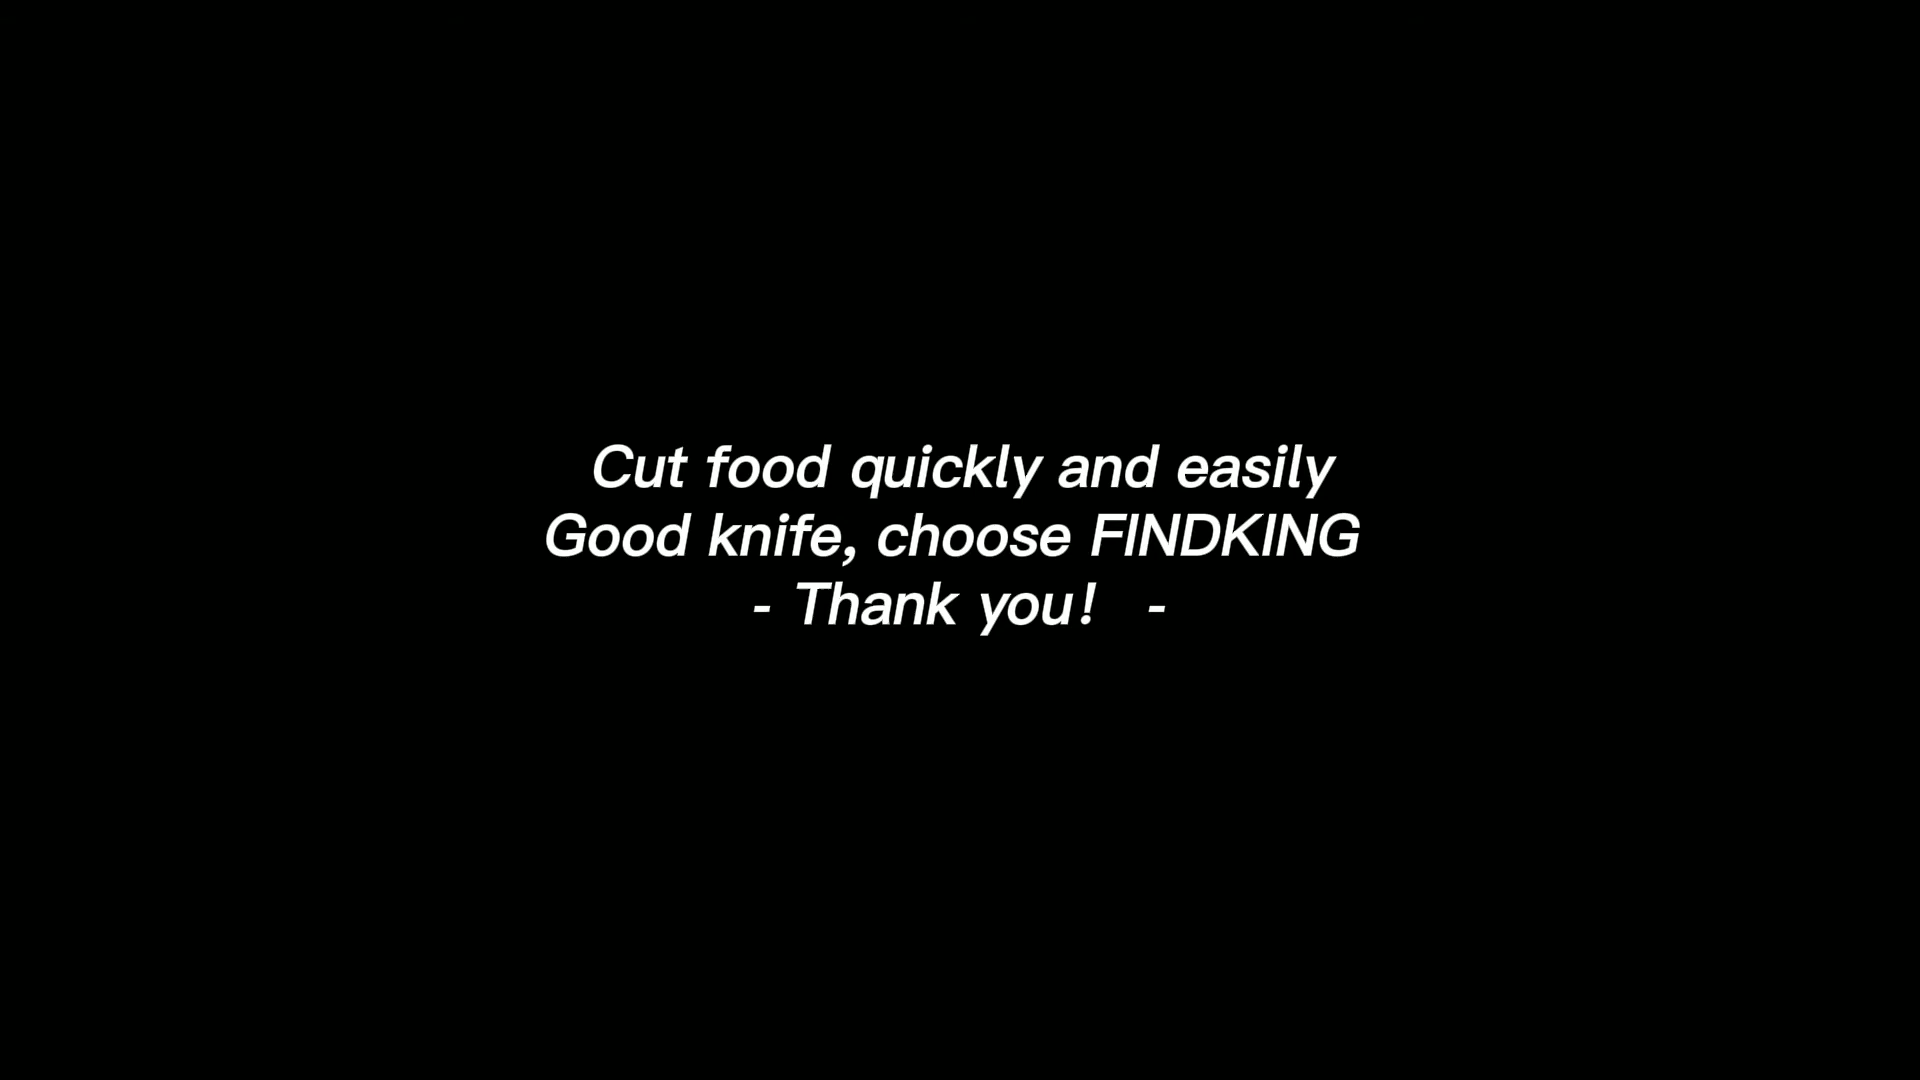 Cut food quickly and easily
Good knife, choose FINDKING
- Thank you! -